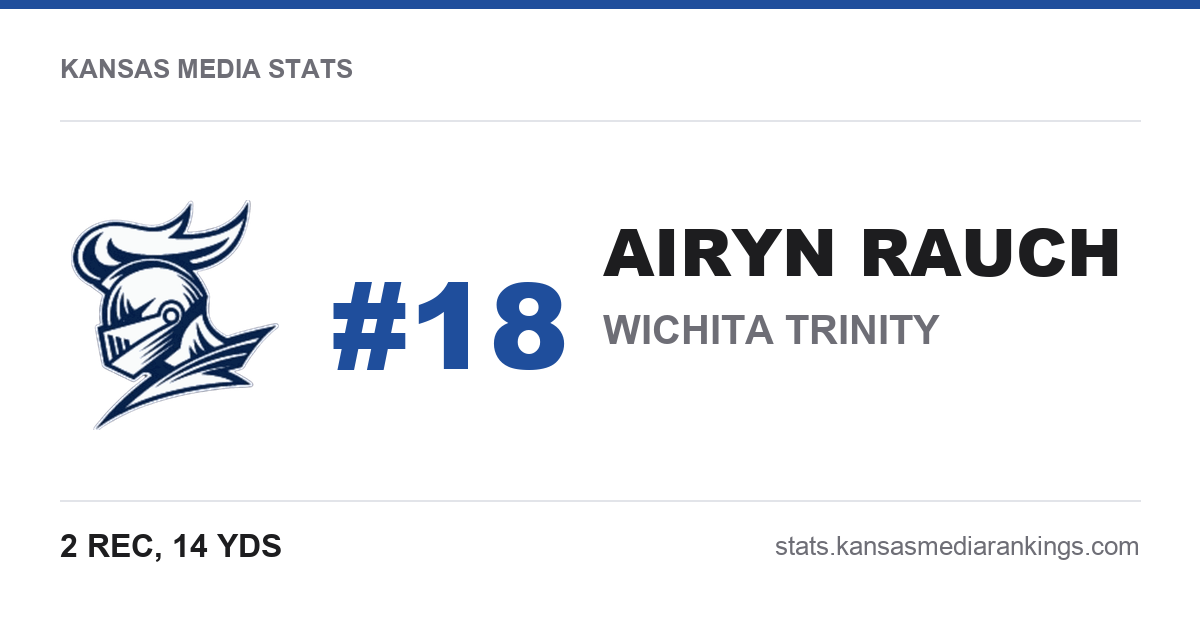 KANSAS MEDIA STATS
#18
AIRYN RAUCH
WICHITA TRINITY
2 REC, 14 YDS
stats.kansasmediarankings.com